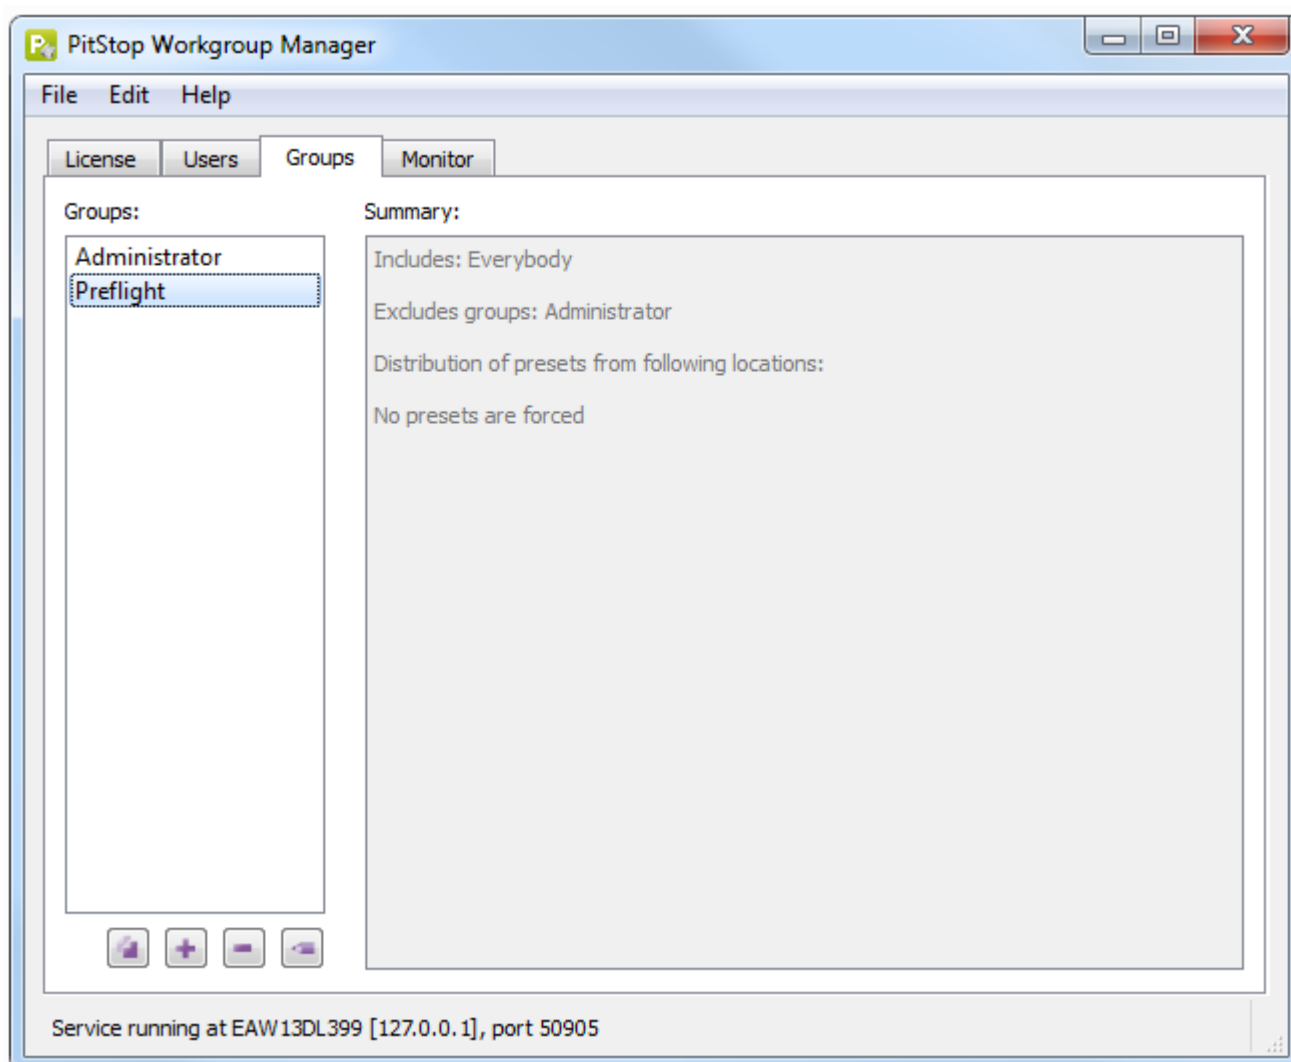 PitStop Workgroup Manager
File Edit Help
License Users Groups Monitor
Groups:
Administrator
Preflight
Summary:
Includes: Everybody
Excludes groups: Administrator
Distribution of presets from following locations:
No presets are forced
Service running at EAW13DL399 [127.0.0.1], port 50905